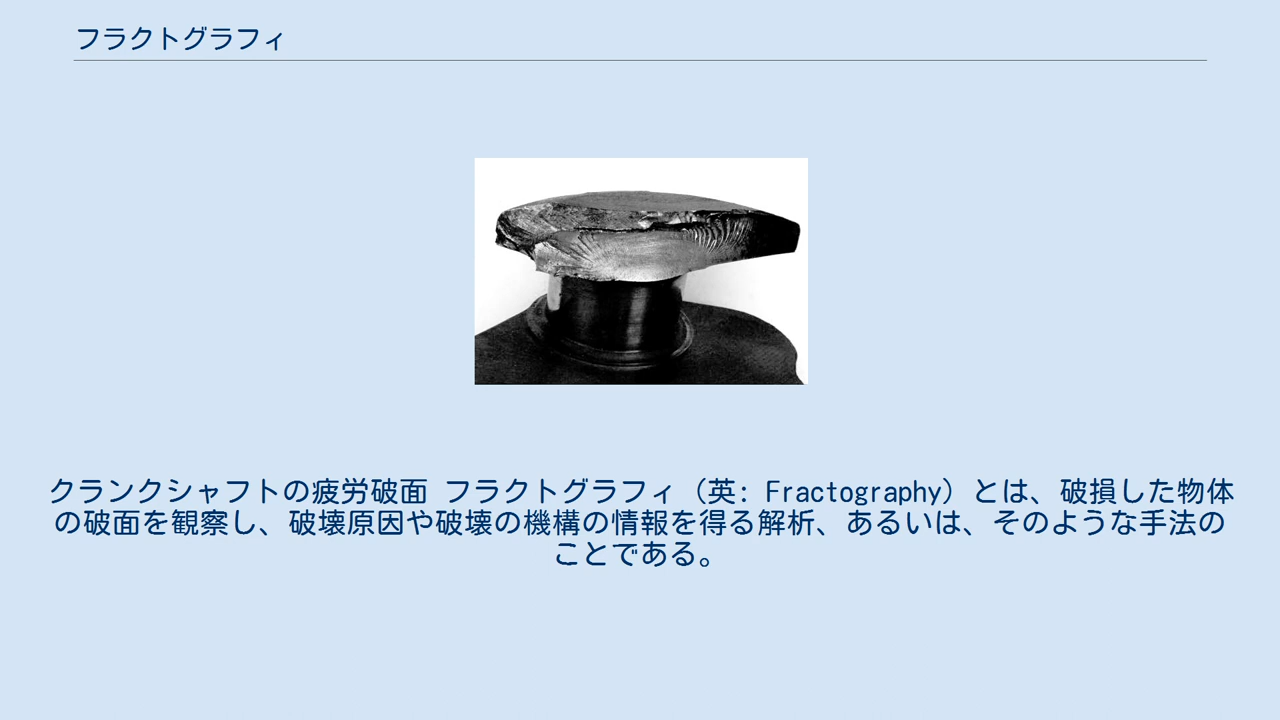 フラクトグラフィ
クランクシャフトの疲労破面 フラクトグラフィ（英: Fractography）とは、破損した物体
の破面を観察し、破壊原因や破壊の機構の情報を得る解析、あるいは、そのような手法の
ことである。